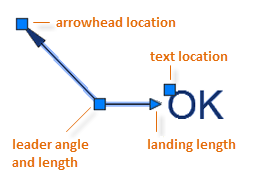 arrowhead location
text location
OK
leader angle
and length
landing length